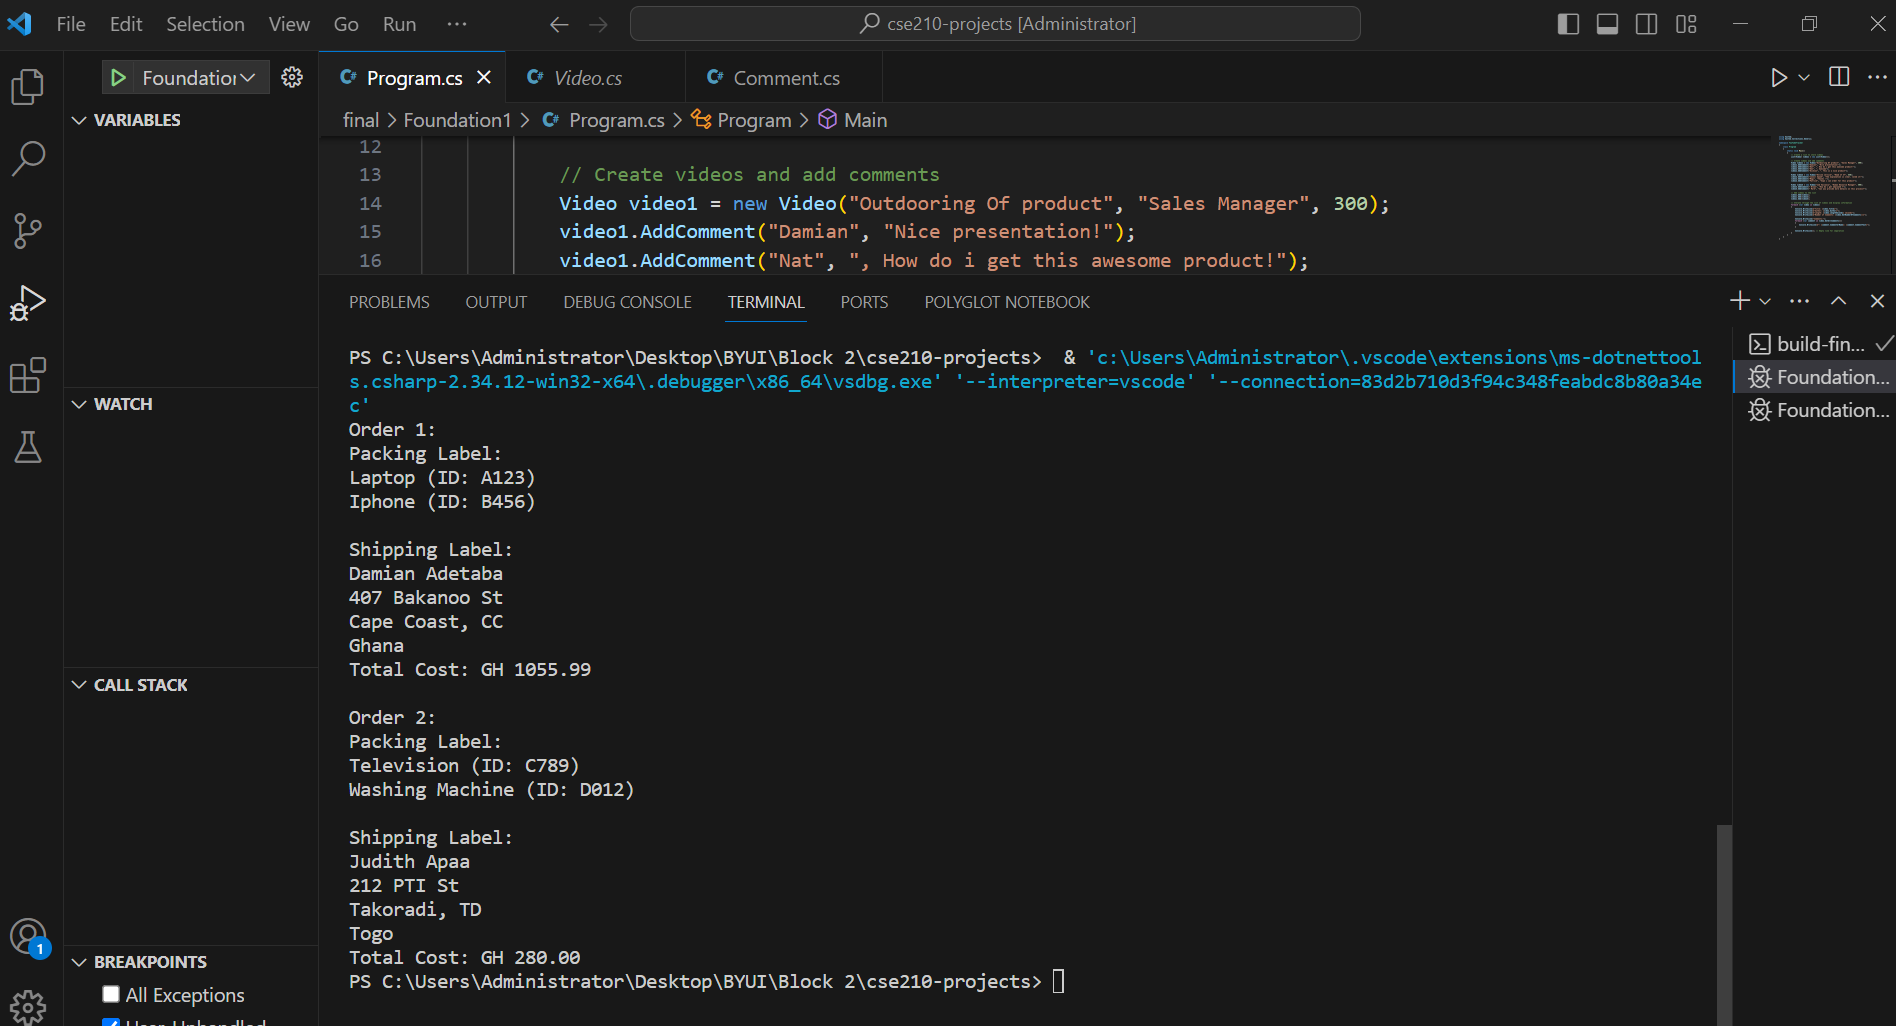 File Edit Selection View Go Run ··· cse210-projects [Administrator]
Foundation
Program.cs Video.cs Comment.cs
VARIABLES
final > Foundation1 > Program.cs > Program > Main
12
13 // Create videos and add comments
14 Video video1 = new Video("Outdooring Of product", "Sales Manager", 300);
15 video1.AddComment("Damian", "Nice presentation!");
16 video1.AddComment("Nat", ", How do i get this awesome product!");
PROBLEMS OUTPUT DEBUG CONSOLE TERMINAL PORTS POLYGLOT NOTEBOOK
PS C:\Users\Administrator\Desktop\BYUI\Block 2\cse210-projects>  & 'c:\Users\Administrator\.vscode\extensions\ms-dotnettool
s.csharp-2.34.12-win32-x64\.debugger\x86_64\vsdbg.exe' '--interpreter=vscode' '--connection=83d2b710d3f94c348feabdc8b80a34e
c'
Order 1:
Packing Label:
Laptop (ID: A123)
Iphone (ID: B456)
Shipping Label:
Damian Adetaba
407 Bakanoo St
Cape Coast, CC
Ghana
Total Cost: GH 1055.99
Order 2:
Packing Label:
Television (ID: C789)
Washing Machine (ID: D012)
Shipping Label:
Judith Apaa
212 PTI St
Takoradi, TD
Togo
Total Cost: GH 280.00
PS C:\Users\Administrator\Desktop\BYUI\Block 2\cse210-projects>
build-fin...
Foundation...
Foundation...
WATCH
CALL STACK
BREAKPOINTS
All Exceptions
User-Unhandled
1